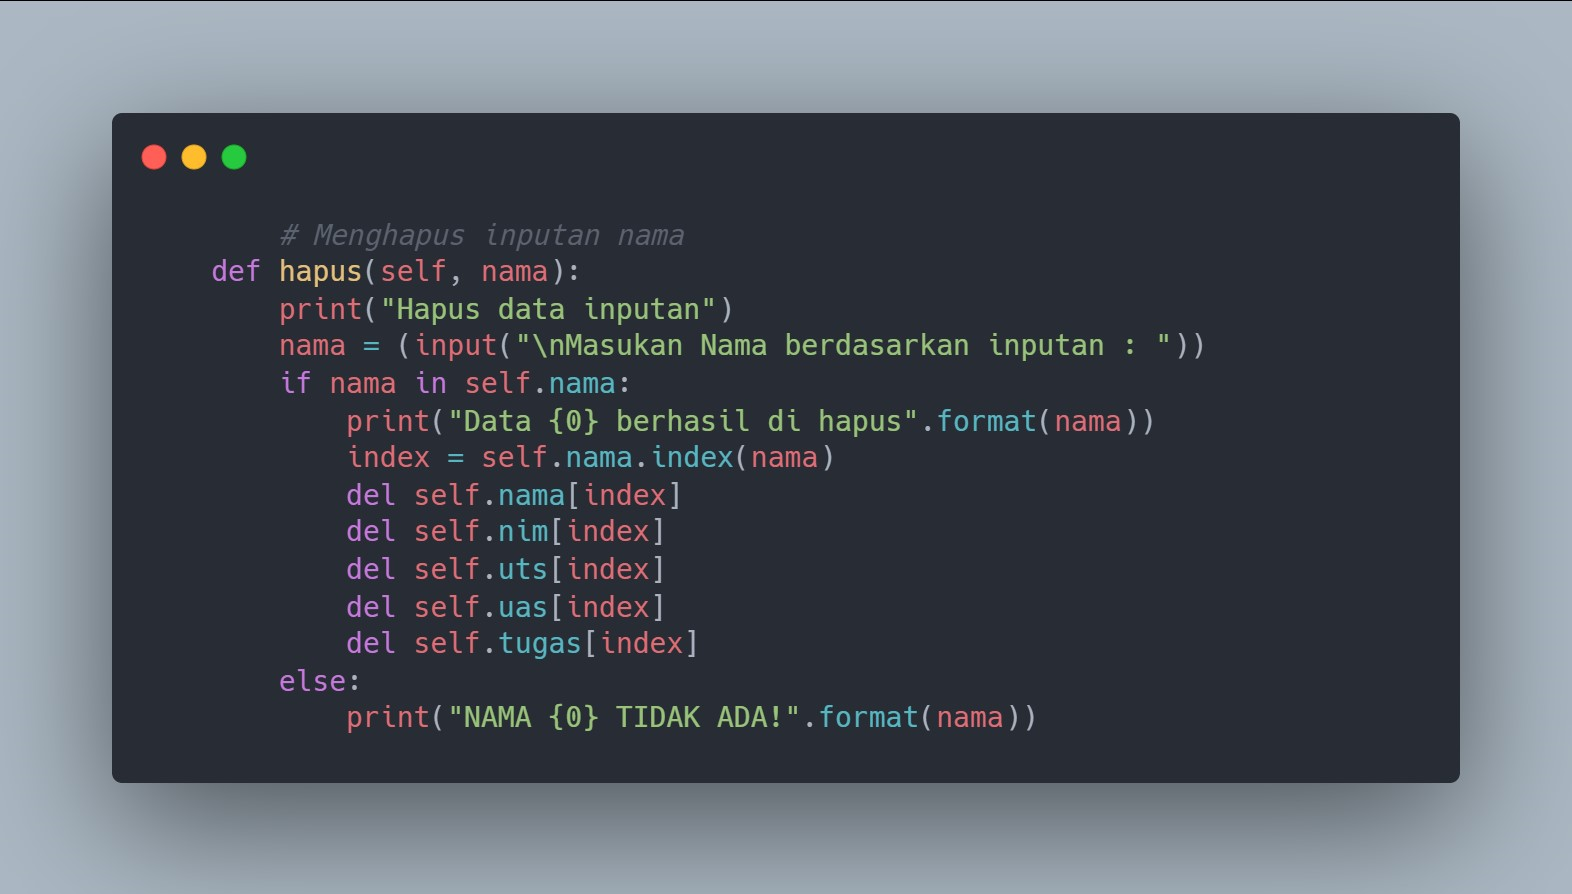 # Menghapus inputan nama
def hapus(self, nama):
print("Hapus data inputan")
nama = (input("\nMasukan Nama berdasarkan inputan : "))
if nama in self.nama:
print("Data {0} berhasil di hapus".format(nama))
index = self.nama.index(nama)
del self.nama[index]
del self.nim[index]
del self.uts[index]
del self.uas[index]
del self.tugas[index]
else:
print("NAMA {0} TIDAK ADA!".format(nama))